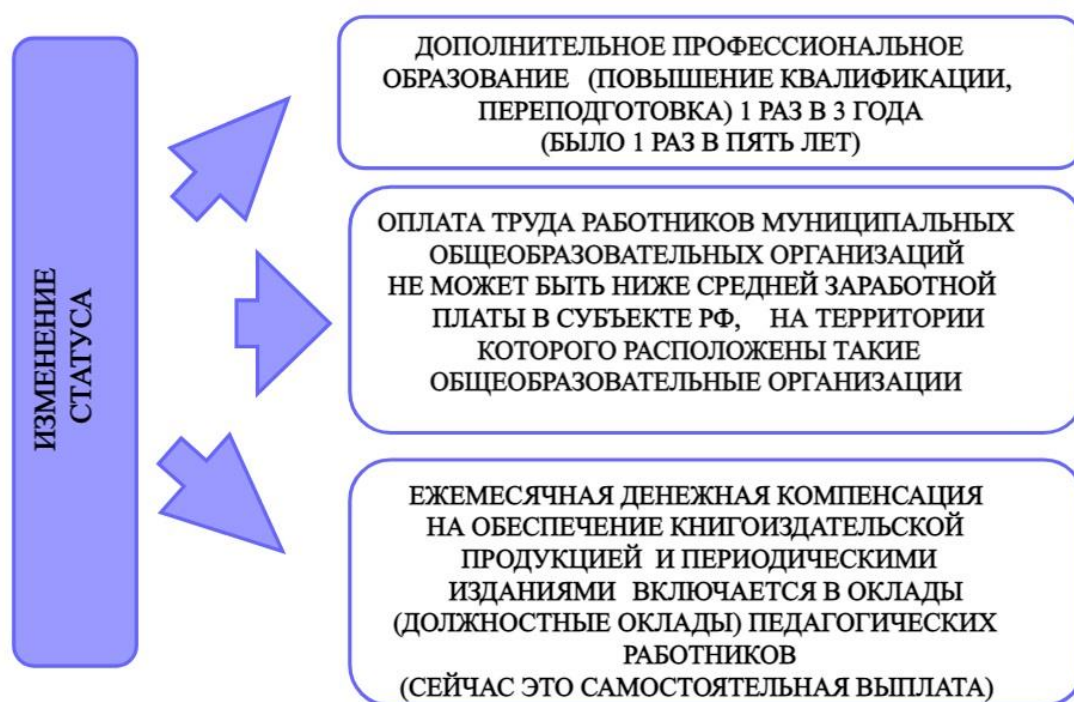 ИЗМЕНЕНИЕ
СТАТУСА
ДОПОЛНИТЕЛЬНОЕ ПРОФЕССИОНАЛЬНОЕ
ОБРАЗОВАНИЕ (ПОВЫШЕНИЕ КВАЛИФИКАЦИИ,
ПЕРЕПОДГОТОВКА) 1 РАЗ В 3 ГОДА
(БЫЛО 1 РАЗ В ПЯТЬ ЛЕТ)
ОПЛАТА ТРУДА РАБОТНИКОВ МУНИЦИПАЛЬНЫХ
ОБЩЕОБРАЗОВАТЕЛЬНЫХ ОРГАНИЗАЦИЙ
НЕ МОЖЕТ БЫТЬ НИЖЕ СРЕДНЕЙ ЗАРАБОТНОЙ
ПЛАТЫ В СУБЪЕКТЕ РФ, НА ТЕРРИТОРИИ
КОТОРОГО РАСПОЛОЖЕНЫ ТАКИЕ
ОБЩЕОБРАЗОВАТЕЛЬНЫЕ ОРГАНИЗАЦИИ
ЕЖЕМЕСЯЧНАЯ ДЕНЕЖНАЯ КОМПЕНСАЦИЯ
НА ОБЕСПЕЧЕНИЕ КНИГОИЗДАТЕЛЬСКОЙ
ПРОДУКЦИЕЙ И ПЕРИОДИЧЕСКИМИ
ИЗДАНИЯМИ ВКЛЮЧАЕТСЯ В ОКЛАДЫ
(ДОЛЖНОСТНЫЕ ОКЛАДЫ) ПЕДАГОГИЧЕСКИХ
РАБОТНИКОВ
(СЕЙЧАС ЭТО САМОСТОЯТЕЛЬНАЯ ВЫПЛАТА)